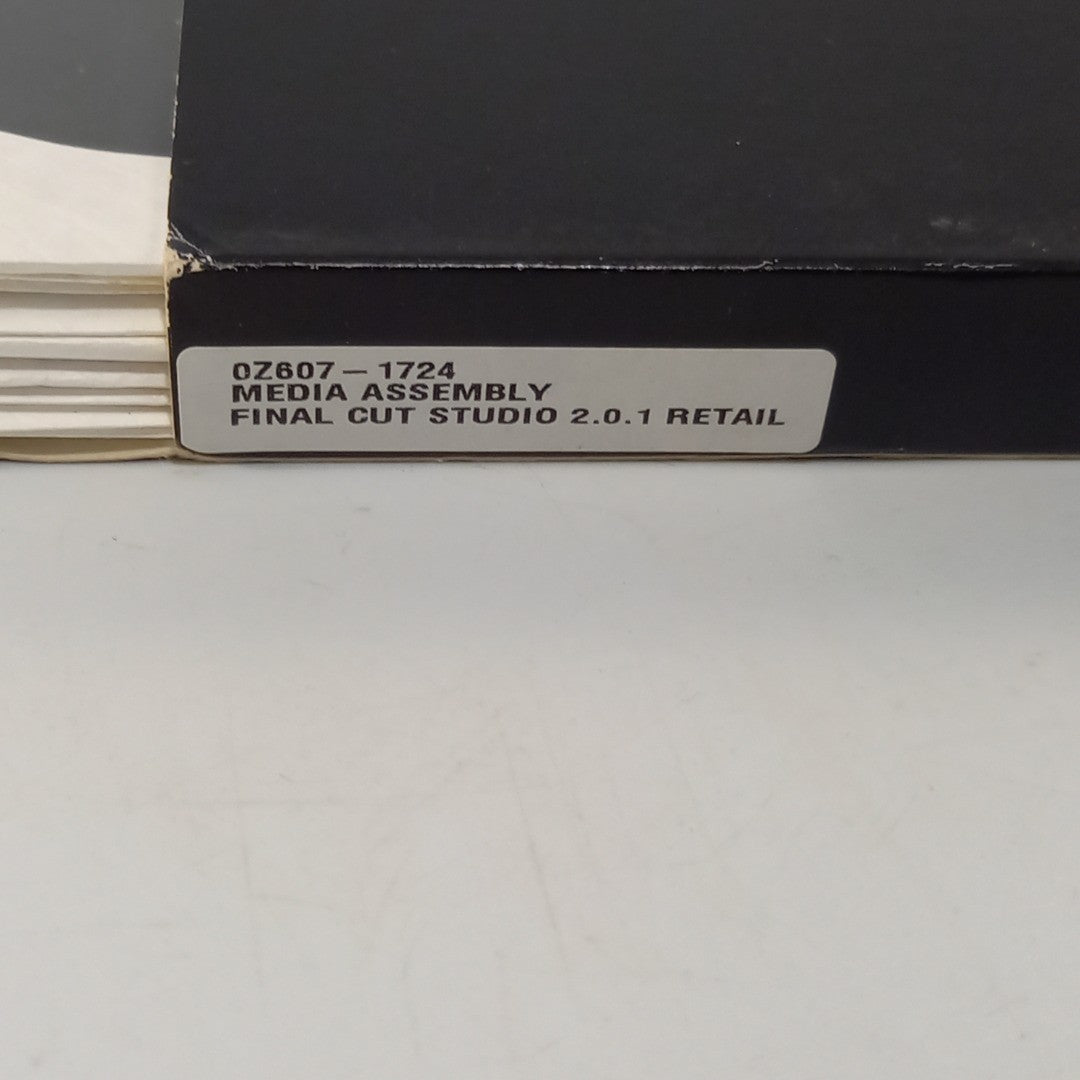 0Z607-1724
MEDIA ASSEMBLY
FINAL CUT STUDIO 2.0.1 RETAIL